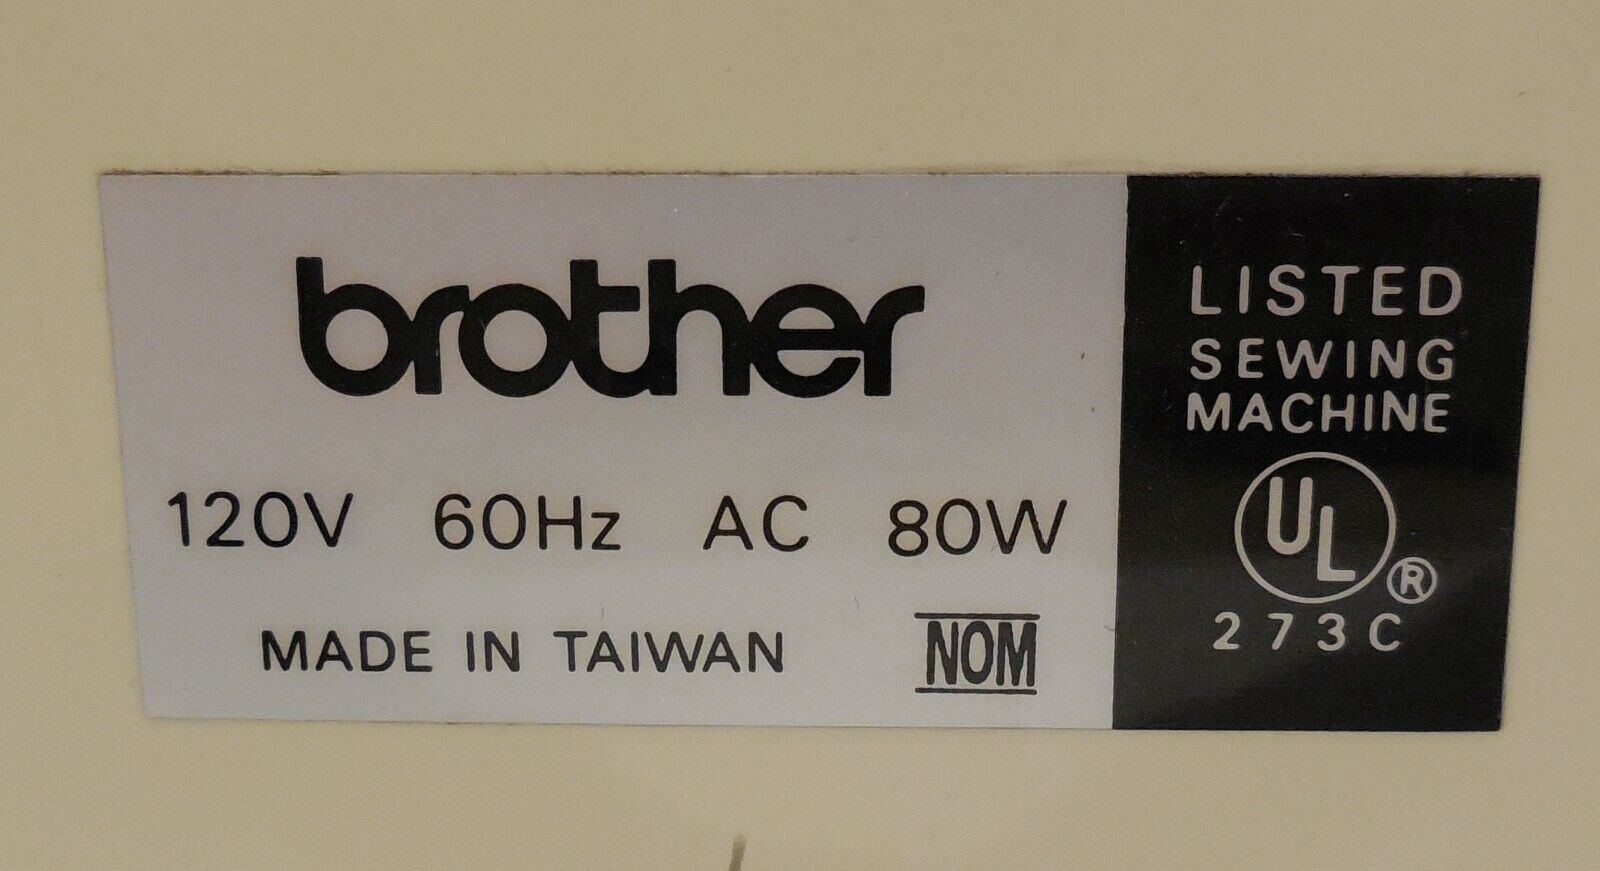 brother
120V 60Hz AC 80W
MADE IN TAIWAN
NOM
LISTED
SEWING
MACHINE
UL ®
273C